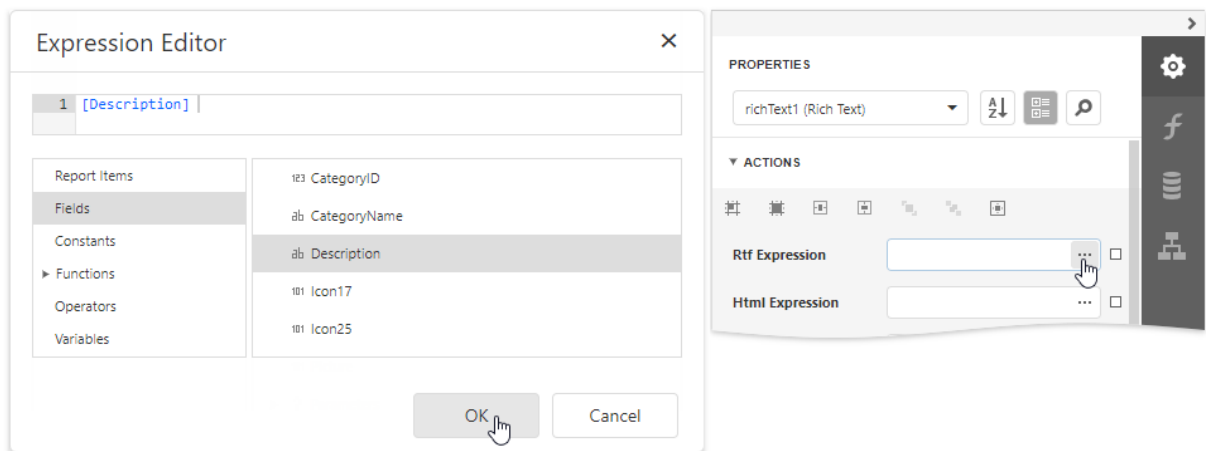 Expression Editor
1 [Description]
Report Items
Fields
Constants
Functions
Operators
Variables
123 CategoryID
ab CategoryName
ab Description
101 Icon17
101 Icon25
OK
Cancel
PROPERTIES
richText1 (Rich Text)
A
Z
ACTIONS
Rtf Expression
...
Html Expression
...